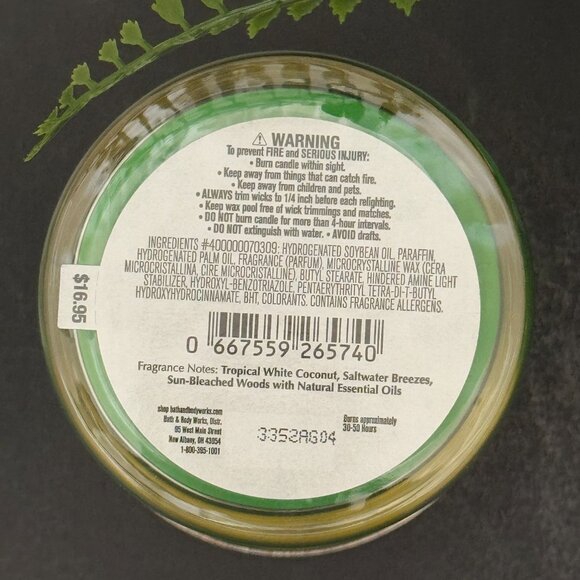 ⚠ WARNING
To prevent FIRE and SERIOUS INJURY:
• Burn candle within sight.
• Keep away from things that can catch fire.
• Keep away from children and pets.
• ALWAYS trim wicks to 1/4 inch before each relighting.
• Keep wax pool free of wick trimmings and matches.
• DO NOT burn candle for more than 4-hour intervals.
• DO NOT extinguish with water. • AVOID drafts.
INGREDIENTS #400000070309: HYDROGENATED SOYBEAN OIL, PARAFFIN,
HYDROGENATED PALM OIL, FRAGRANCE (PARFUM), MICROCRYSTALLINE WAX (CERA
MICROCRISTALLINA, CIRE MICROCRISTALLINE), BUTYL STEARATE, HINDERED AMINE LIGHT
STABILIZER, HYDROXYL-BENZOTRIAZOLE, PENTAERYTHRITYL TETRA-DI-T-BUTYL
HYDROXYHYDROCINNAMATE, BHT, COLORANTS. CONTAINS FRAGRANCE ALLERGENS.
$16.95
0 667559 265740
Fragrance Notes: Tropical White Coconut, Saltwater Breezes,
Sun-Bleached Woods with Natural Essential Oils
shop bathandbodyworks.com
Bath & Body Works, Distr.
95 West Main Street
New Albany, OH 43054
1-800-395-1001
3352AG04
Burns approximately
30-50 Hours